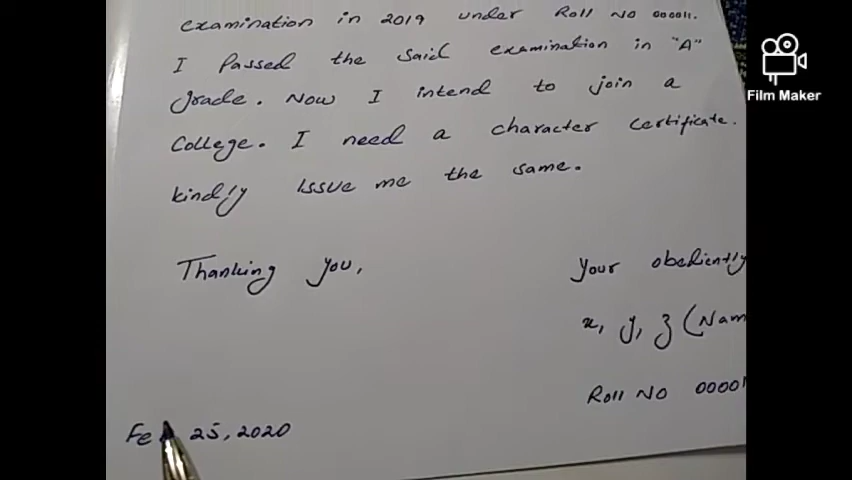 examination in 2019 under Roll No 000011.
I Passed the said examination in "A"
grade. Now I intend to join a
College. I need a character certificate.
kindly issue me the same.
Thanking you,
Your obediently
x, y, z (Nam
Roll No 00001
Fe 25, 2020
Film Maker